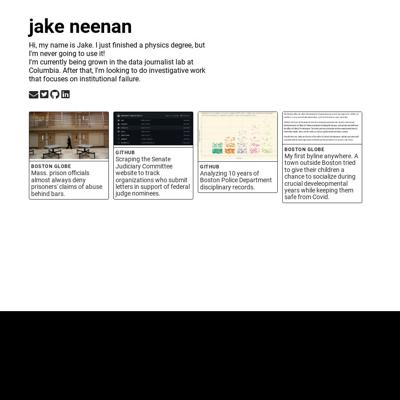 jake neenan
Hi, my name is Jake. I just finished a physics degree, but
I'm never going to use it!
I'm currently being grown in the data journalist lab at
Columbia. After that, I'm looking to do investigative work
that focuses on institutional failure.
BOSTON GLOBE
Mass. prison officials
almost always deny
prisoners' claims of abuse
behind bars.
GITHUB
Scraping the Senate
Judiciary Committee
website to track
organizations who submit
letters in support of federal
judge nominees.
GITHUB
Analyzing 10 years of
Boston Police Department
disciplinary records.
BOSTON GLOBE
My first byline anywhere. A
town outside Boston tried
to give their children a
chance to socialize during
crucial developmental
years while keeping them
safe from Covid.